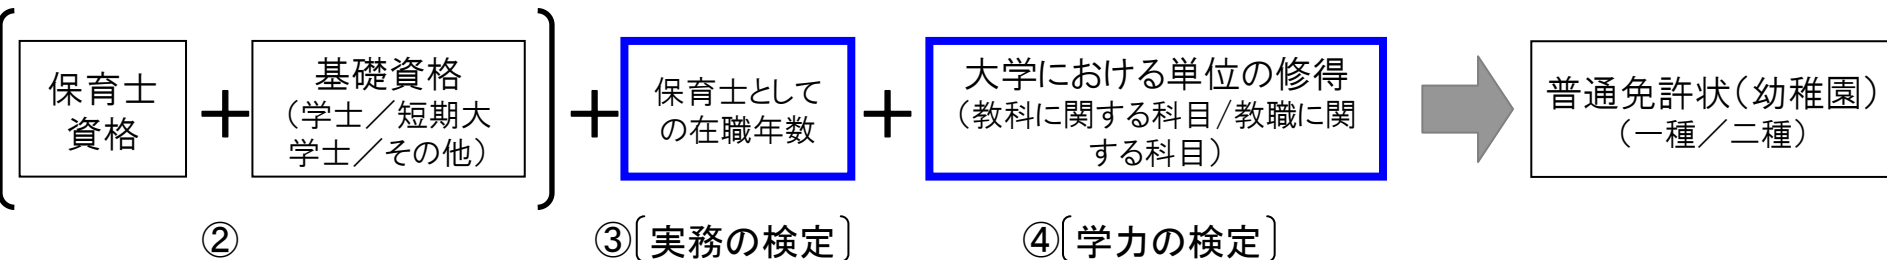 保育士
資格
＋
基礎資格
（学士／短期大
学士／その他）
＋
保育士として
の在職年数
＋
大学における単位の修得
（教科に関する科目/教職に関
する科目）
普通免許状（幼稚園）
（一種／二種）
②
③〔実務の検定〕
④〔学力の検定〕